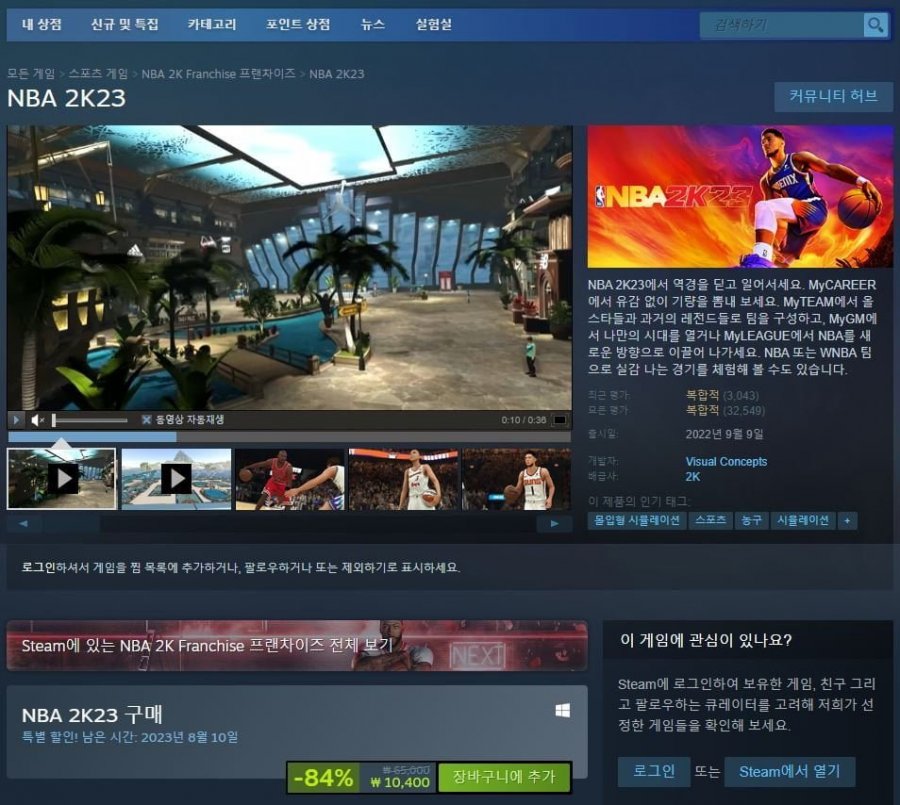 내 상점 신규 및 특집 카테고리 포인트 상점 뉴스 실험실 검색하기
모든 게임 > 스포츠 게임 > NBA 2K Franchise 프랜차이즈 > NBA 2K23
NBA 2K23
커뮤니티 허브
NBA 2K23
NBA 2K23에서 역경을 딛고 일어서세요. MyCAREER
에서 유감 없이 기량을 뽐내 보세요. MyTEAM에서 올
스타들과 과거의 레전드들로 팀을 구성하고, MyGM에
서 나만의 시대를 열거나 MyLEAGUE에서 NBA를 새
로운 방향으로 이끌어 나가세요. NBA 또는 WNBA 팀
으로 실감 나는 경기를 체험해 볼 수도 있습니다.
최근 평가: 복합적 (3,043)
모든 평가: 복합적 (32,549)
출시일: 2022년 9월 9일
개발자: Visual Concepts
배급사: 2K
이 제품의 인기 태그:
몰입형 시뮬레이션 스포츠 농구 시뮬레이션 +
동영상 자동재생 0:10 / 0:36
로그인하셔서 게임을 찜 목록에 추가하거나, 팔로우하거나 또는 제외하기로 표시하세요.
Steam에 있는 NBA 2K Franchise 프랜차이즈 전체 보기
NEXT
NBA 2K23 구매
특별 할인! 남은 시간: 2023년 8월 10일
-84% ₩ 65,000 ₩ 10,400 장바구니에 추가
이 게임에 관심이 있나요?
Steam에 로그인하여 보유한 게임, 친구 그리
고 팔로우하는 큐레이터를 고려해 저희가 선
정한 게임들을 확인해 보세요.
로그인 또는 Steam에서 열기